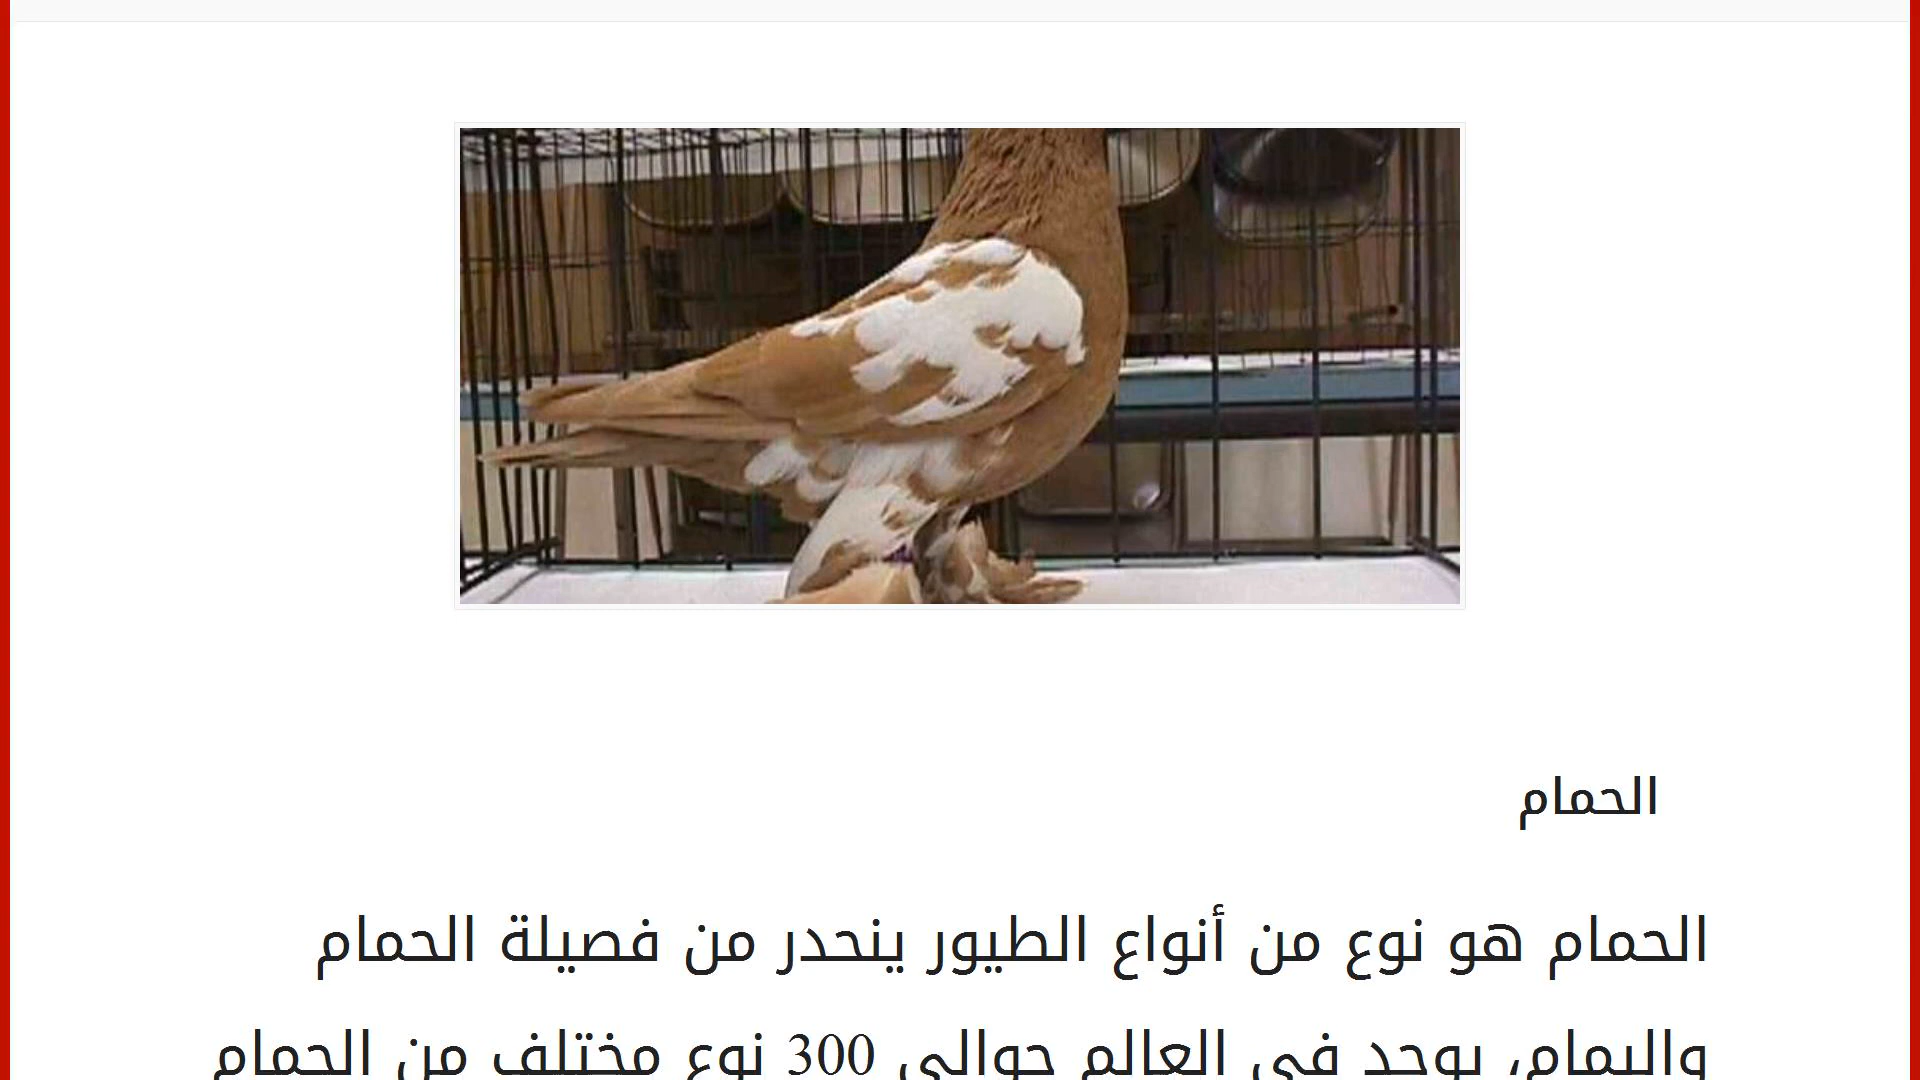 الحمام
الحمام هو نوع من أنواع الطيور ينحدر من فصيلة الحمام
واليمام، يوجد في العالم حوالي 300 نوع مختلف من الحمام